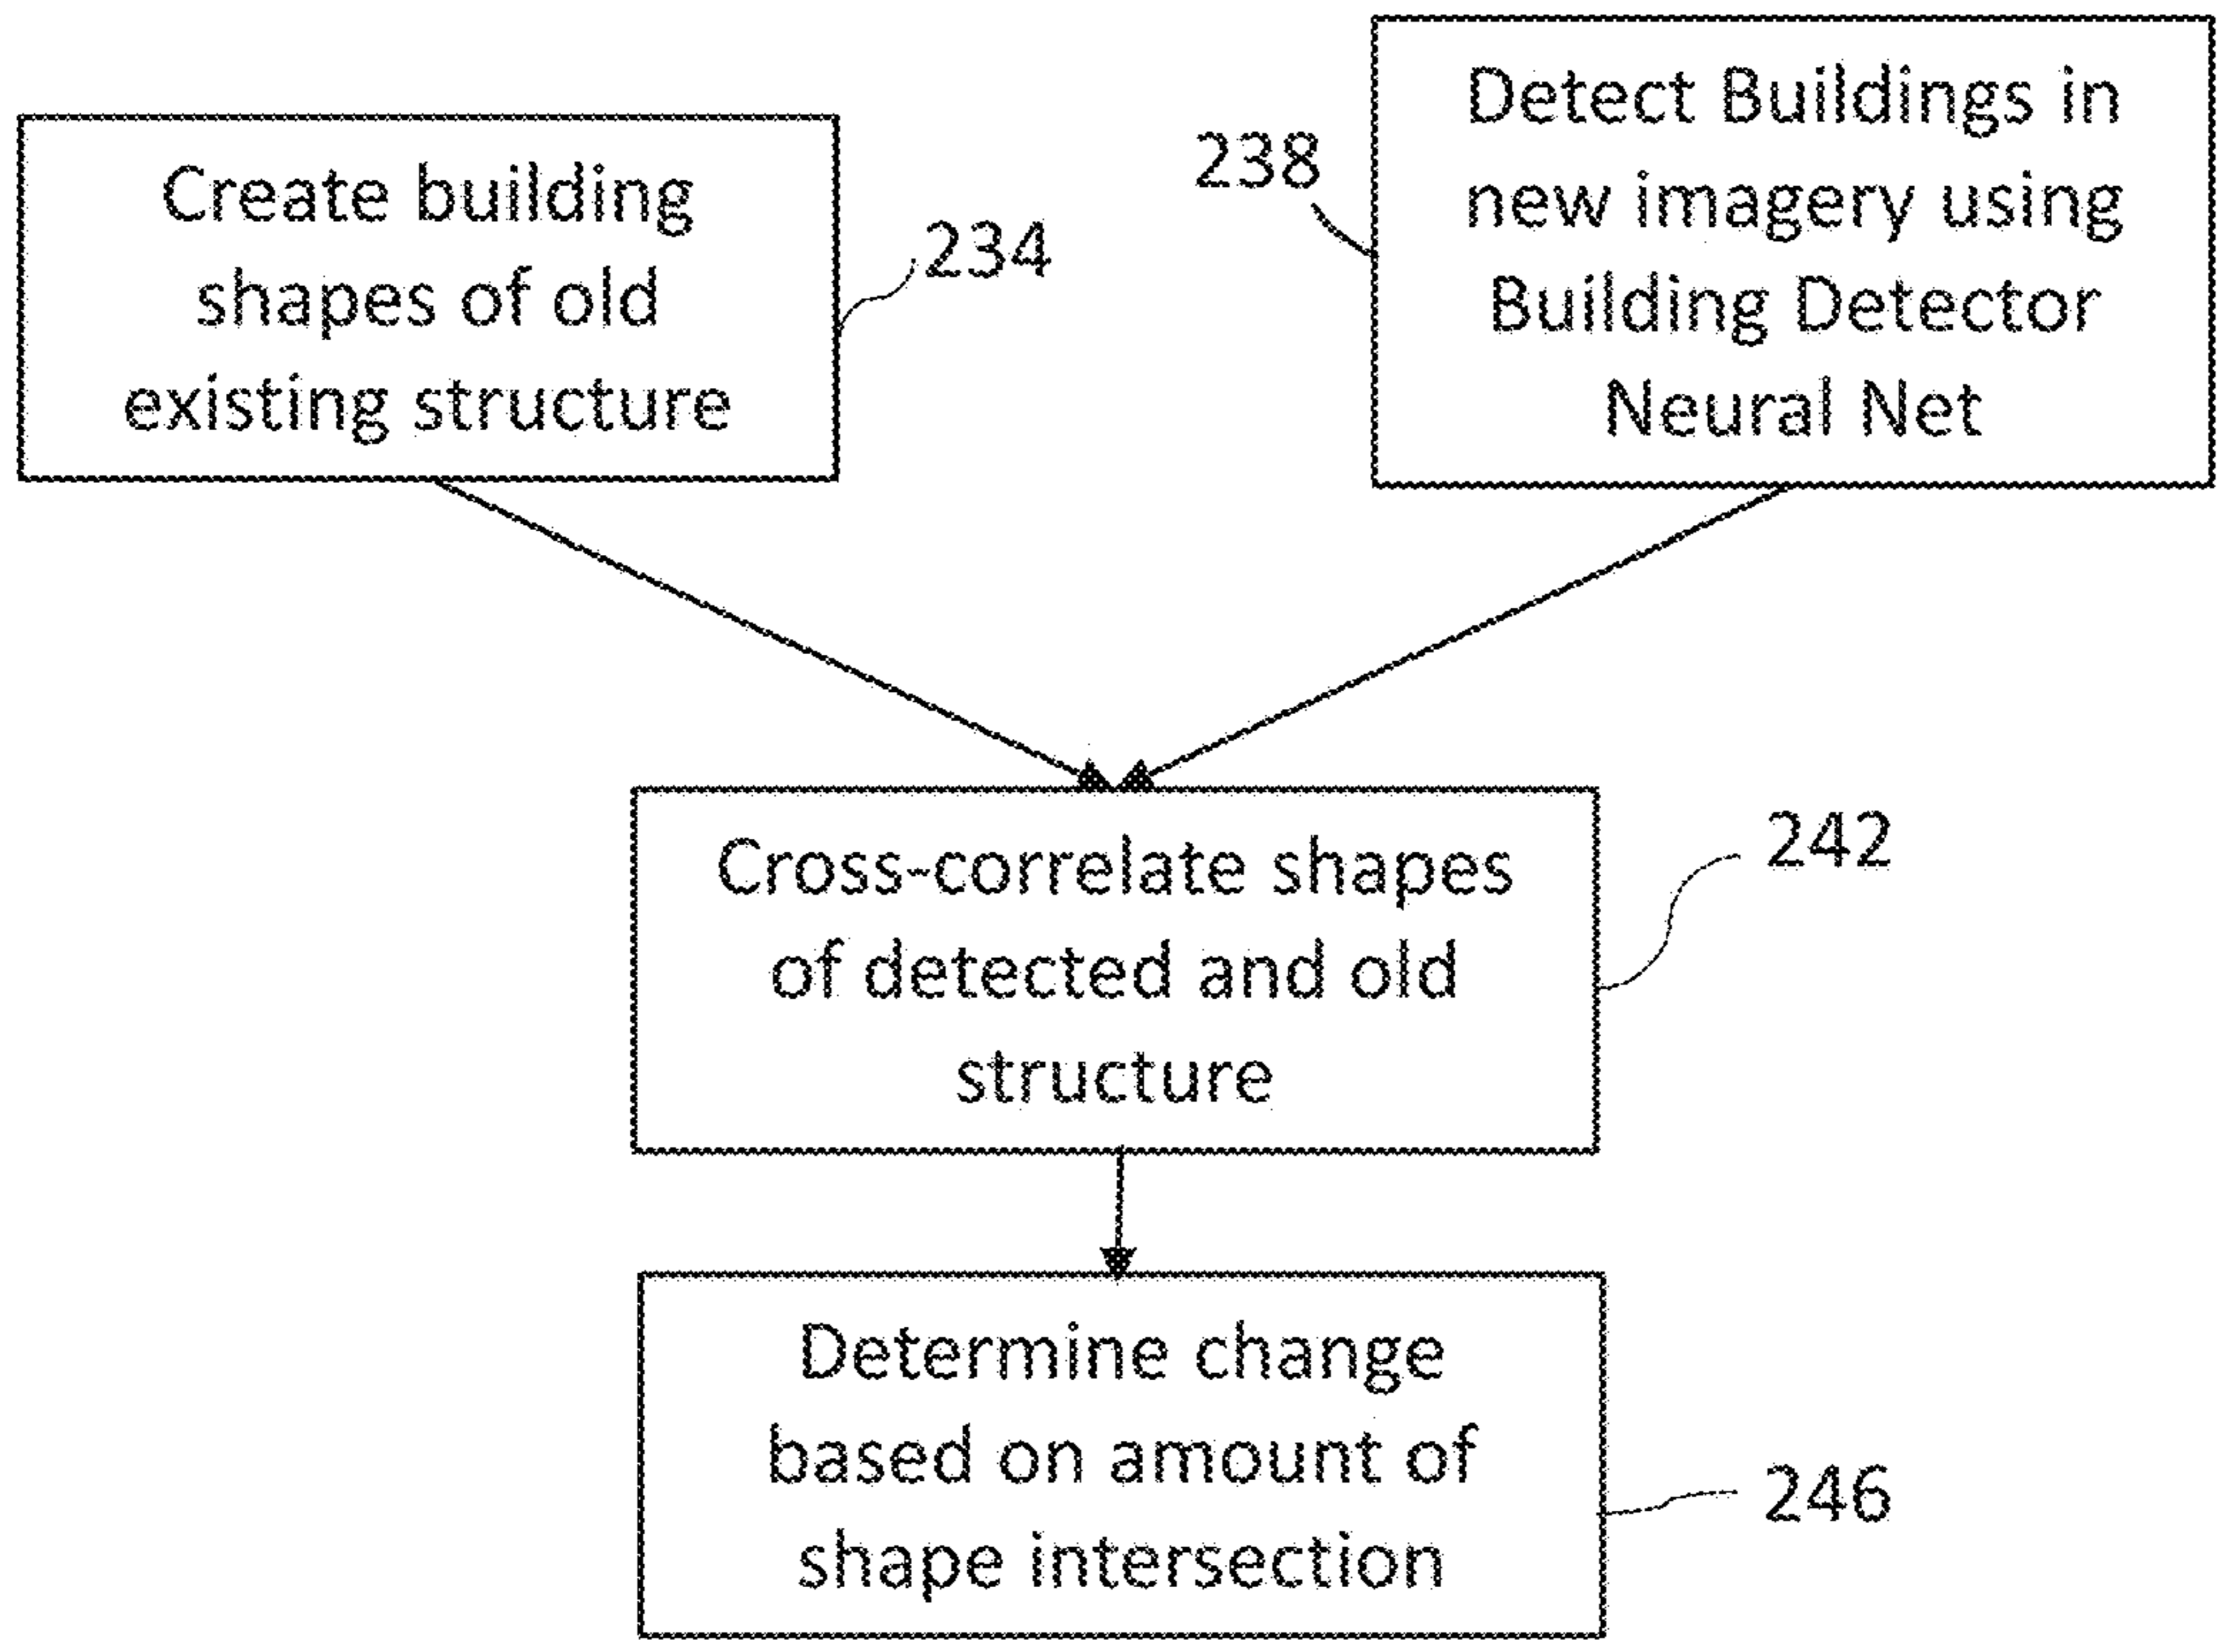 Create building
shapes of old
existing structure
234
238
Detect Buildings in
new imagery using
Building Detector
Neural Net
Cross-correlate shapes
of detected and old
structure
242
Determine change
based on amount of
shape intersection
246